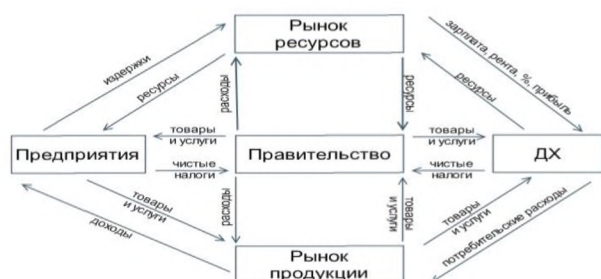 Рынок
ресурсов
издержки
ресурсы
расходы
ресурсы
ресурсы
зарплата, рента, %, прибыль
товары
и услуги
товары
и услуги
Предприятия
Правительство
ДХ
чистые
налоги
чистые
налоги
товары
и услуги
доходы
расходы
товары
и услуги
товары
и услуги
потребительские расходы
Рынок
продукции